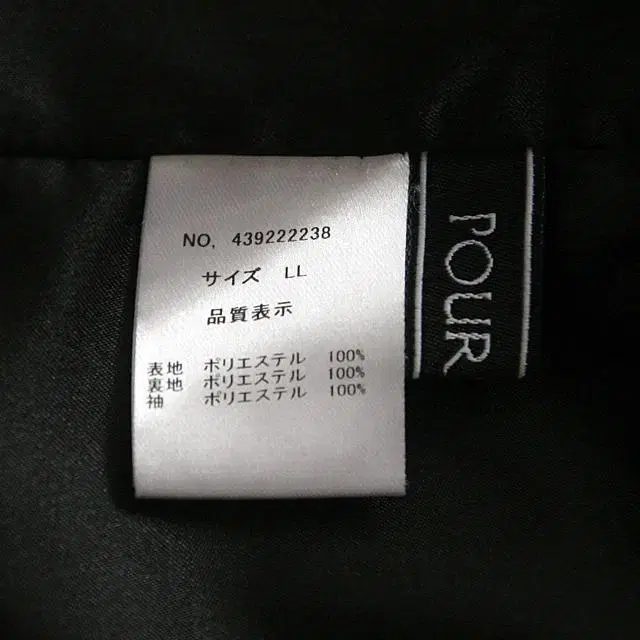 NO, 439222238
サイズ LL
品質表示
表地 ポリエステル 100%
裏地 ポリエステル 100%
袖 ポリエステル 100%
POUR